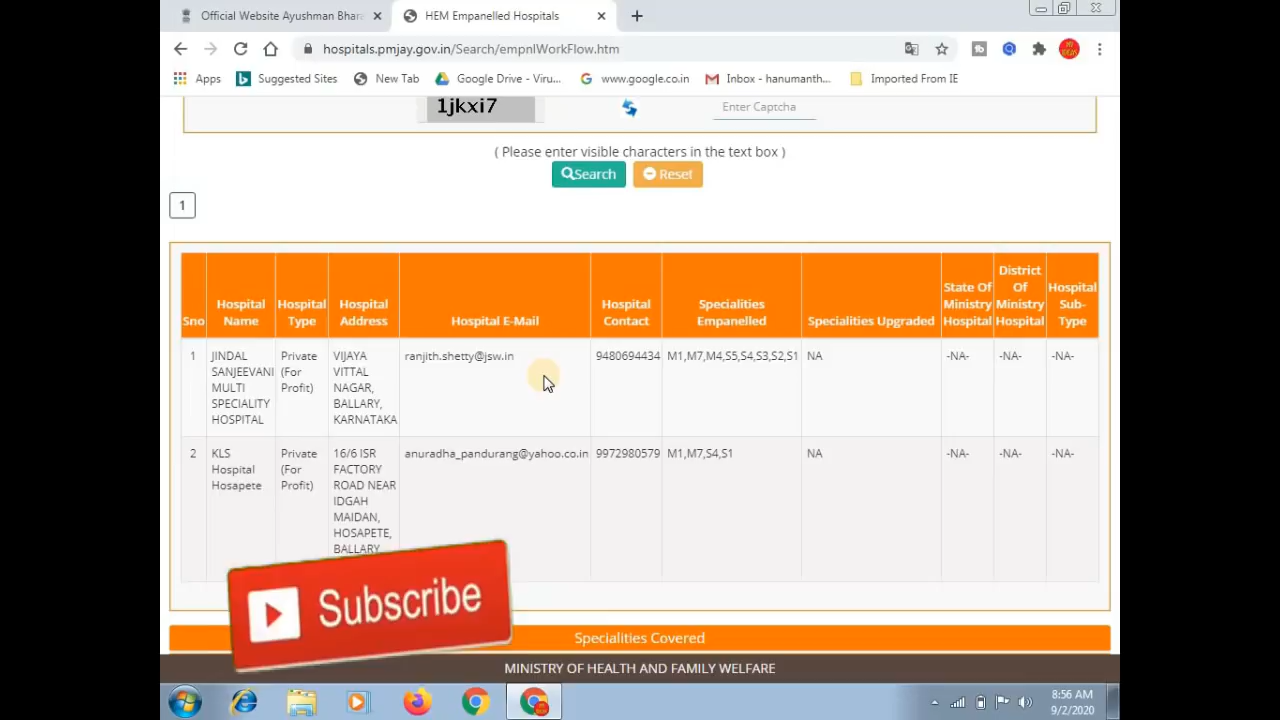 Official Website Ayushman Bhara
HEM Empanelled Hospitals
hospitals.pmjay.gov.in/Search/empnlWorkFlow.htm
Apps
Suggested Sites
New Tab
Google Drive - Viru...
www.google.co.in
Inbox - hanumanth...
Imported From IE
1jkxi7
Enter Captcha
( Please enter visible characters in the text box )
Search
Reset
1
Sno
Hospital
Name
Hospital
Type
Hospital
Address
Hospital E-Mail
Hospital
Contact
Specialities
Empanelled
Specialities Upgraded
State Of
Ministry
Hospital
District
Of
Ministry
Hospital
Hospital
Sub-
Type
1
JINDAL
SANJEEVANI
MULTI
SPECIALITY
HOSPITAL
Private
(For
Profit)
VIJAYA
VITTAL
NAGAR,
BALLARY,
KARNATAKA
ranjith.shetty@jsw.in
9480694434
M1,M7,M4,S5,S4,S3,S2,S1
NA
-NA-
-NA-
-NA-
2
KLS
Hospital
Hosapete
Private
(For
Profit)
16/6 ISR
FACTORY
ROAD NEAR
IDGAH
MAIDAN,
HOSAPETE,
BALLARY
anuradha_pandurang@yahoo.co.in
9972980579
M1,M7,S4,S1
NA
-NA-
-NA-
-NA-
Subscribe
Specialities Covered
MINISTRY OF HEALTH AND FAMILY WELFARE
8:56 AM
9/2/2020